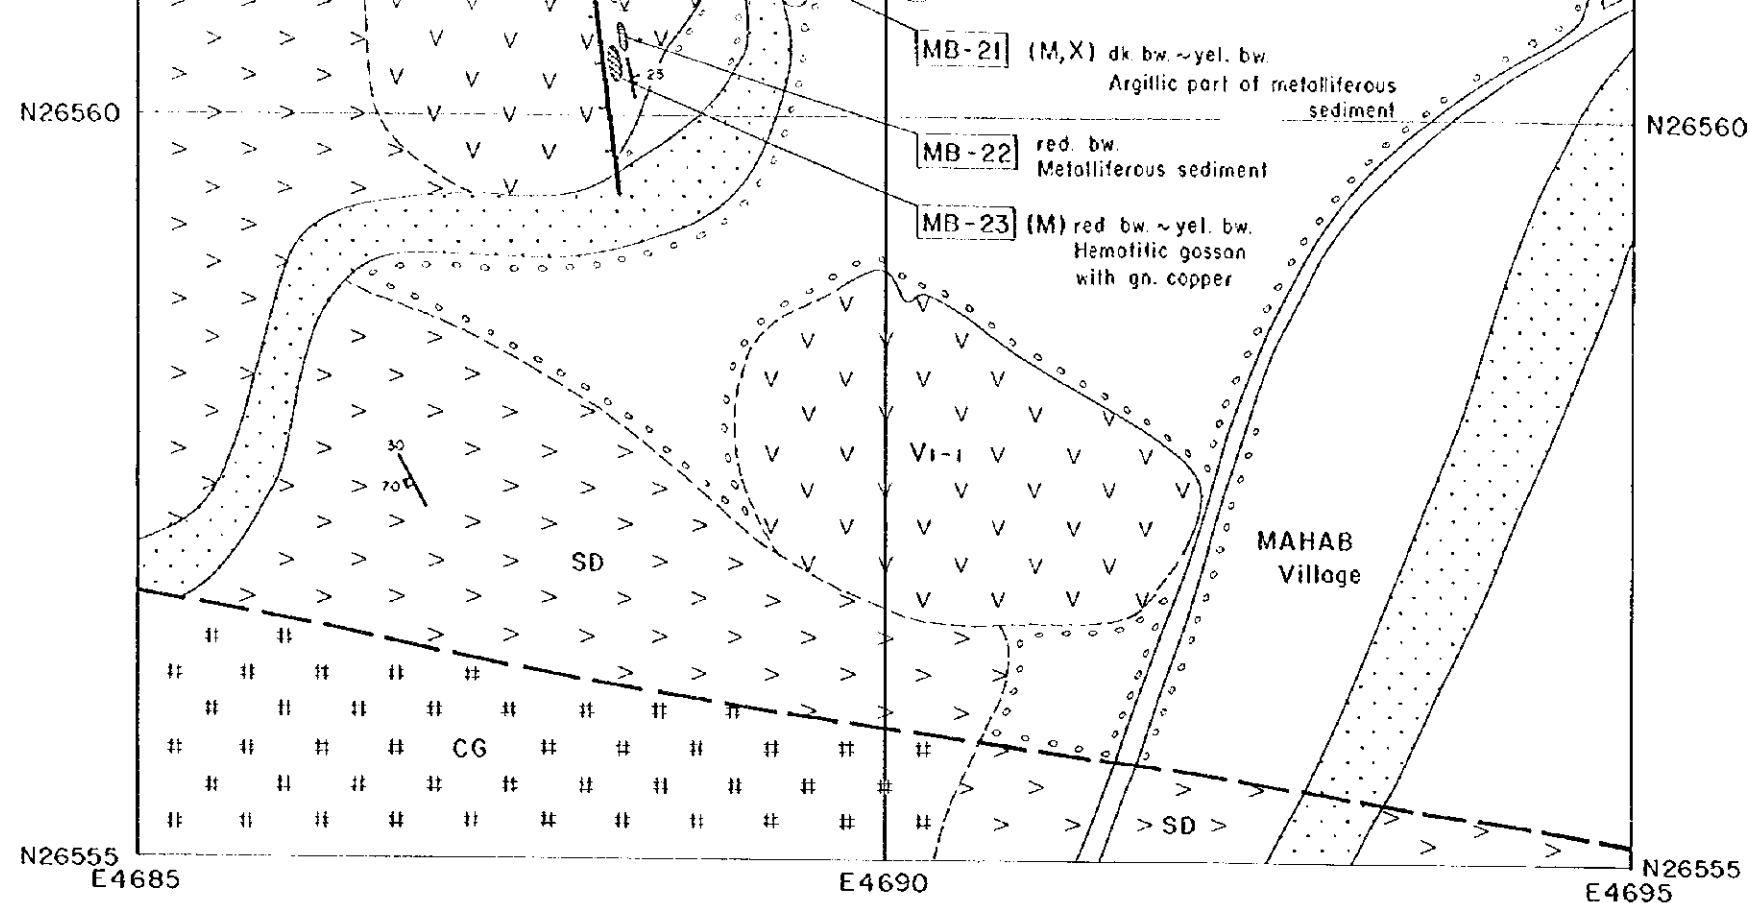 MB-21 (M,X) dk. bw. ~ yel. bw.
Argillic part of metalliferous
sediment
25
N26560
N26560
MB-22 red. bw.
Metalliferous sediment
MB-23 (M) red bw. ~ yel. bw.
Hematitic gossan
with gn. copper
30
70
V1-1
SD
MAHAB
Village
CG
SD
N26555
N26555
E4685
E4690
E4695